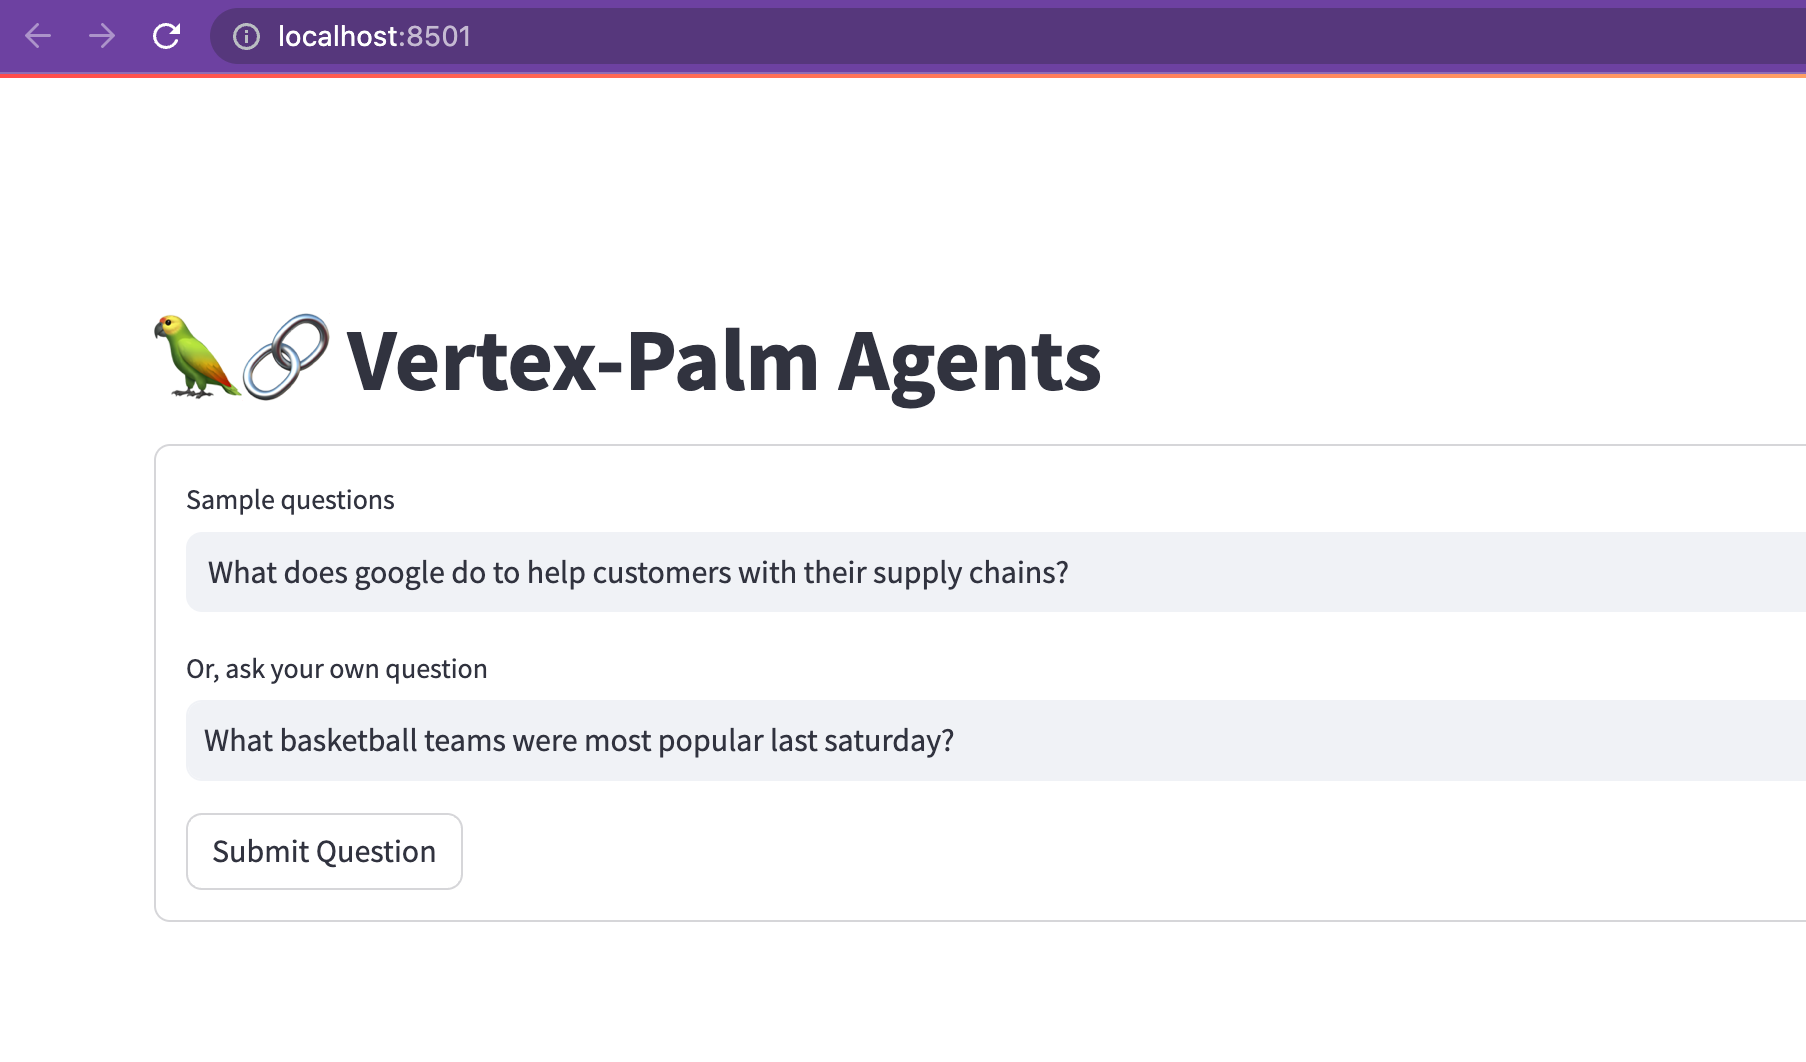 localhost:8501
Vertex-Palm Agents
Sample questions
What does google do to help customers with their supply chains?
Or, ask your own question
What basketball teams were most popular last saturday?
Submit Question